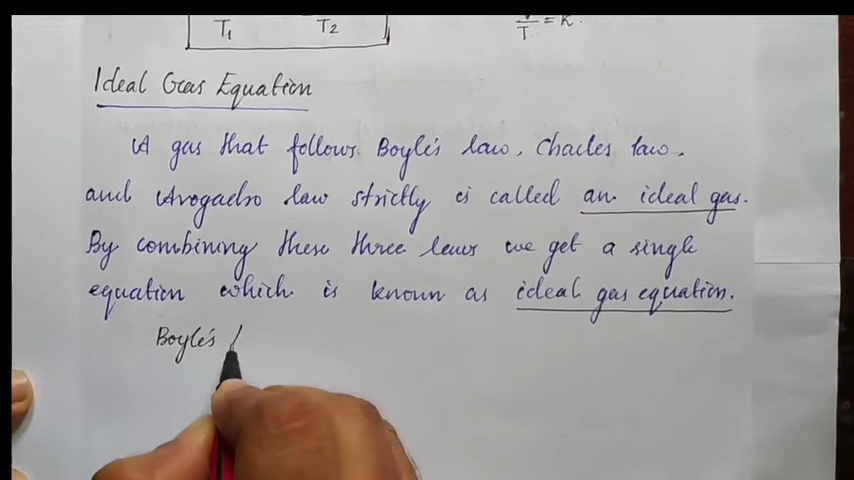 T₁ T₂ V/T = K.
Ideal Gas Equation
A gas that follows Boyle's law, Charles law,
and Avogadro law strictly is called an ideal gas.
By combining these three laws we get a single
equation which is known as ideal gas equation.
Boyle's